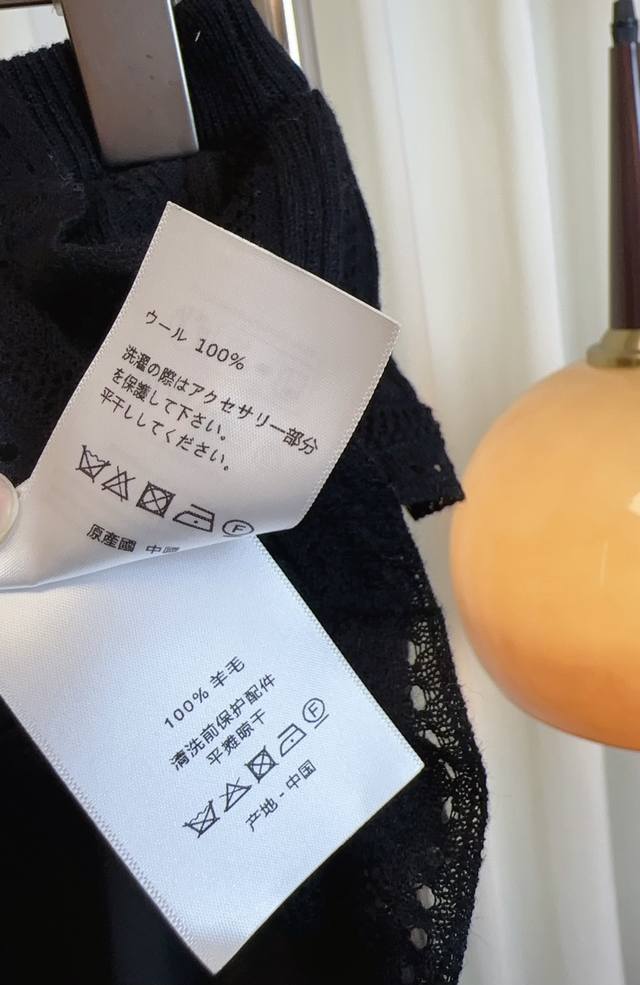 ウール 100%
洗濯の際はアクセサリー部分
を保護して下さい。
平干ししてください。
F
原產國 中國
100% 羊毛
清洗前保护配件
平摊晾干
F
产地 - 中国